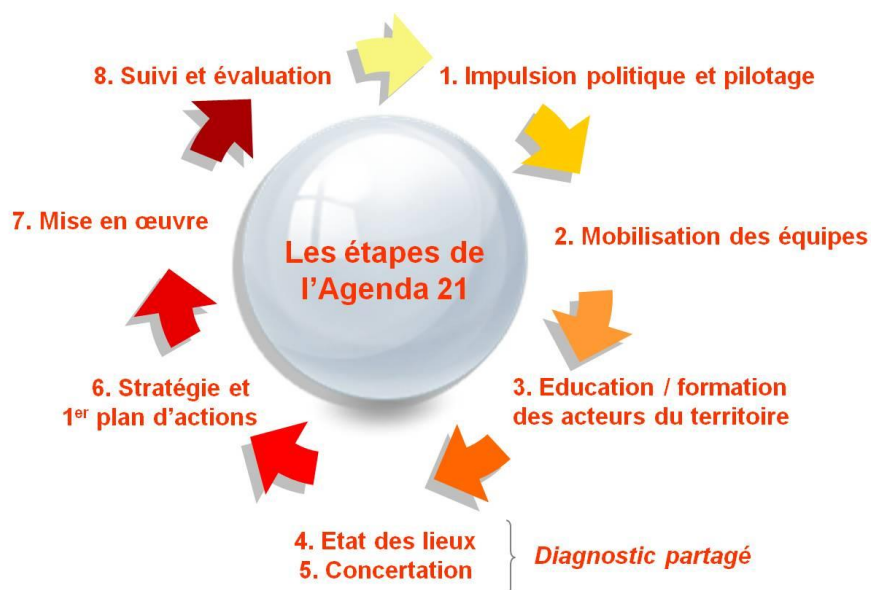 8. Suivi et évaluation
1. Impulsion politique et pilotage
7. Mise en œuvre
2. Mobilisation des équipes
Les étapes de
l'Agenda 21
6. Stratégie et
1er plan d'actions
3. Education / formation
des acteurs du territoire
4. Etat des lieux
5. Concertation
Diagnostic partagé